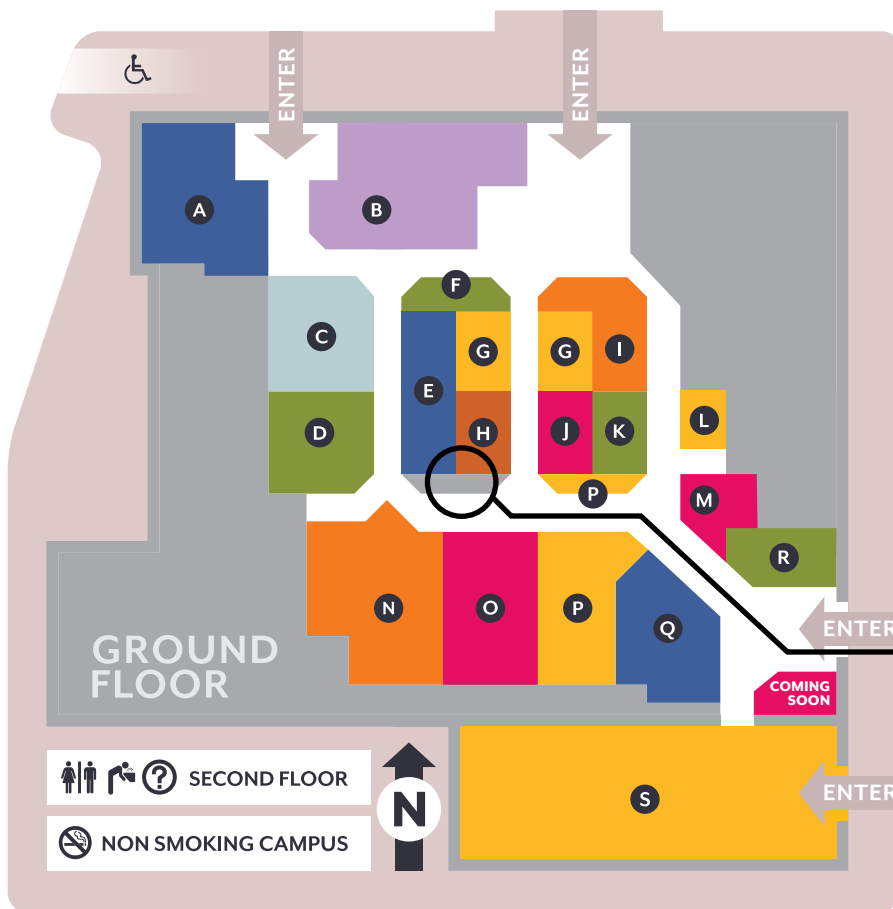 ENTER
ENTER
A
B
F
C
G
G
I
E
D
H
J
K
L
P
M
R
N
O
P
Q
ENTER
GROUND
FLOOR
COMING
SOON
? SECOND FLOOR
N
S
ENTER
NON SMOKING CAMPUS